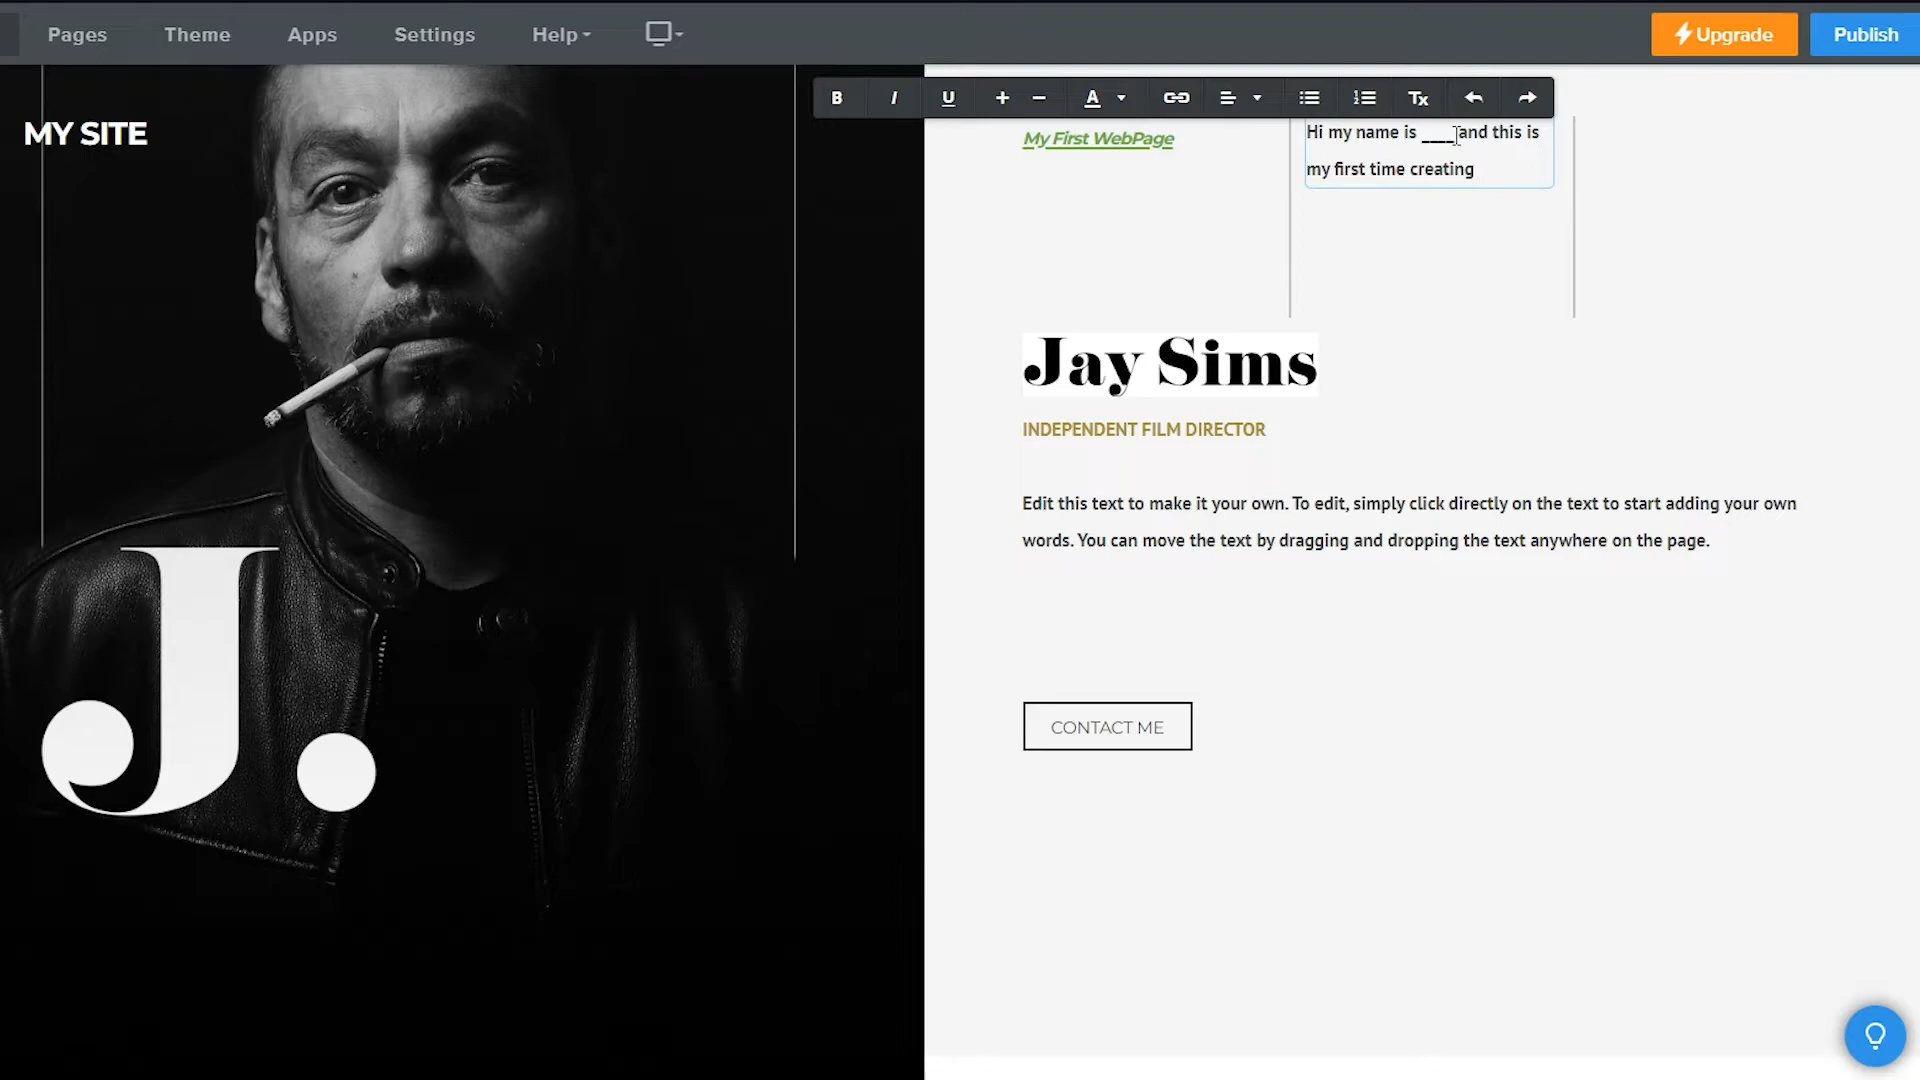 Pages Theme Apps Settings Help
Upgrade Publish
B I U + − A Tx
MY SITE
My First WebPage
Hi my name is ____ and this is
my first time creating
Jay Sims
INDEPENDENT FILM DIRECTOR
Edit this text to make it your own. To edit, simply click directly on the text to start adding your own
words. You can move the text by dragging and dropping the text anywhere on the page.
J.
CONTACT ME